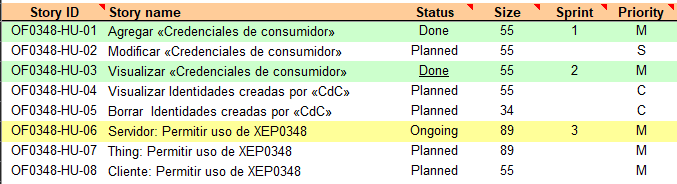 Story ID Story name Status Size Sprint Priority
OF0348-HU-01 Agregar «Credenciales de consumidor» Done 55 1 M
OF0348-HU-02 Modificar «Credenciales de consumidor» Planned 55 S
OF0348-HU-03 Visualizar «Credenciales de consumidor» Done 55 2 M
OF0348-HU-04 Visualizar Identidades creadas por «CdC» Planned 55 C
OF0348-HU-05 Borrar Identidades creadas por «CdC» Planned 34 C
OF0348-HU-06 Servidor: Permitir uso de XEP0348 Ongoing 89 3 M
OF0348-HU-07 Thing: Permitir uso de XEP0348 Planned 89 M
OF0348-HU-08 Cliente: Permitir uso de XEP0348 Planned 55 M